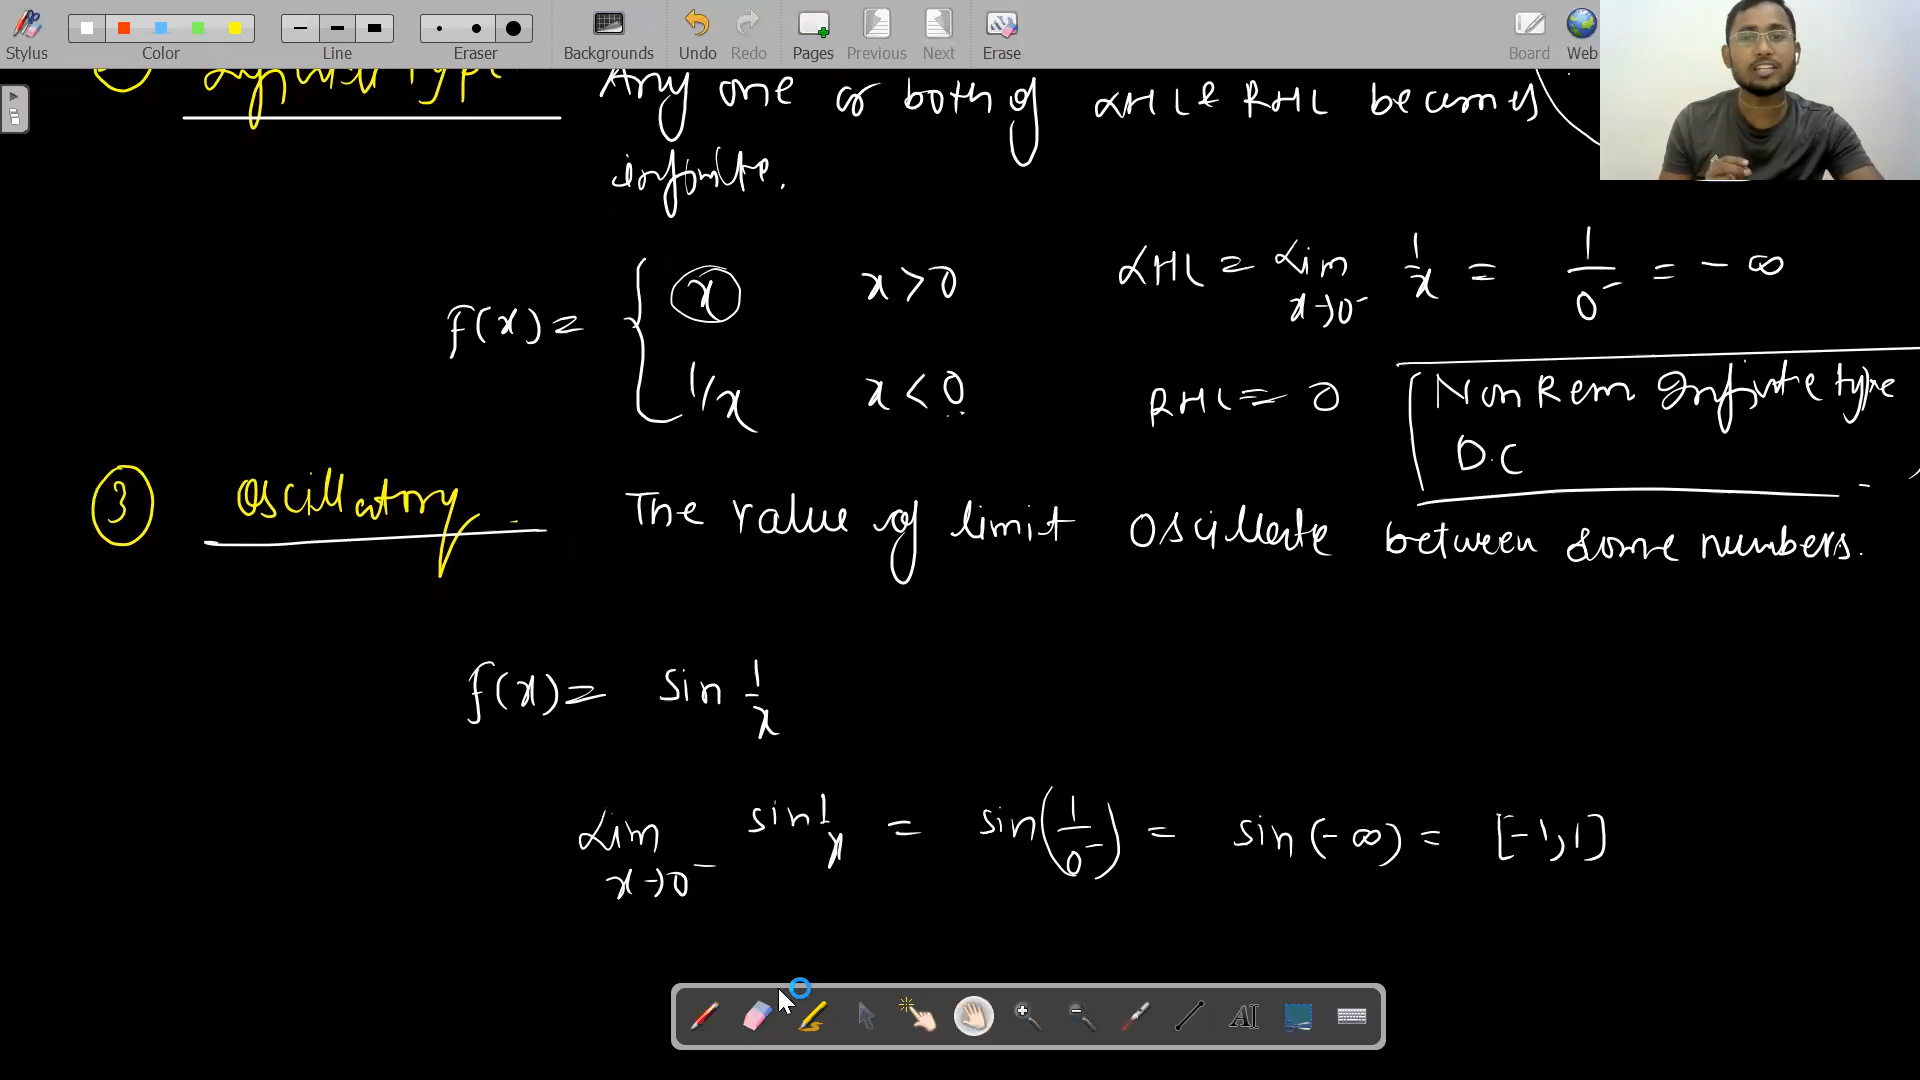 Stylus Color Line Eraser Backgrounds Undo Redo Pages Previous Next Erase Board Web
Infinite Type Any one or both of LHL & RHL becomes
infinite.
f(x) = { x x > 0
1/x x < 0
LHL = Lim x→0⁻ 1/x = 1/0⁻ = -∞
RHL = 0
Non Rem Infinite type
D.C
③ Oscillatory The value of limit oscillate between some numbers.
f(x) = sin 1/x
Lim x→0⁻ sin 1/x = sin(1/0⁻) = sin(-∞) = [-1,1]
AI